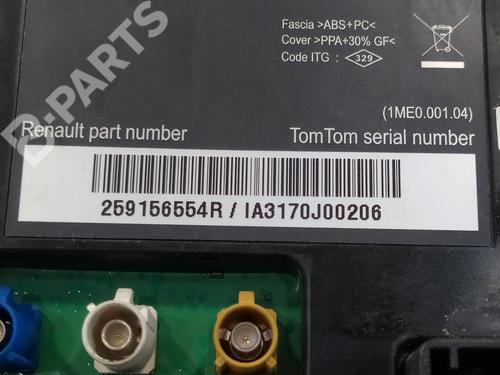 B-PARTS
Fascia >ABS+PC<
Cover >PPA+30% GF<
Code ITG : 329
(1ME0.001.04)
Renault part number TomTom serial number
259156554R / IA3170J00206